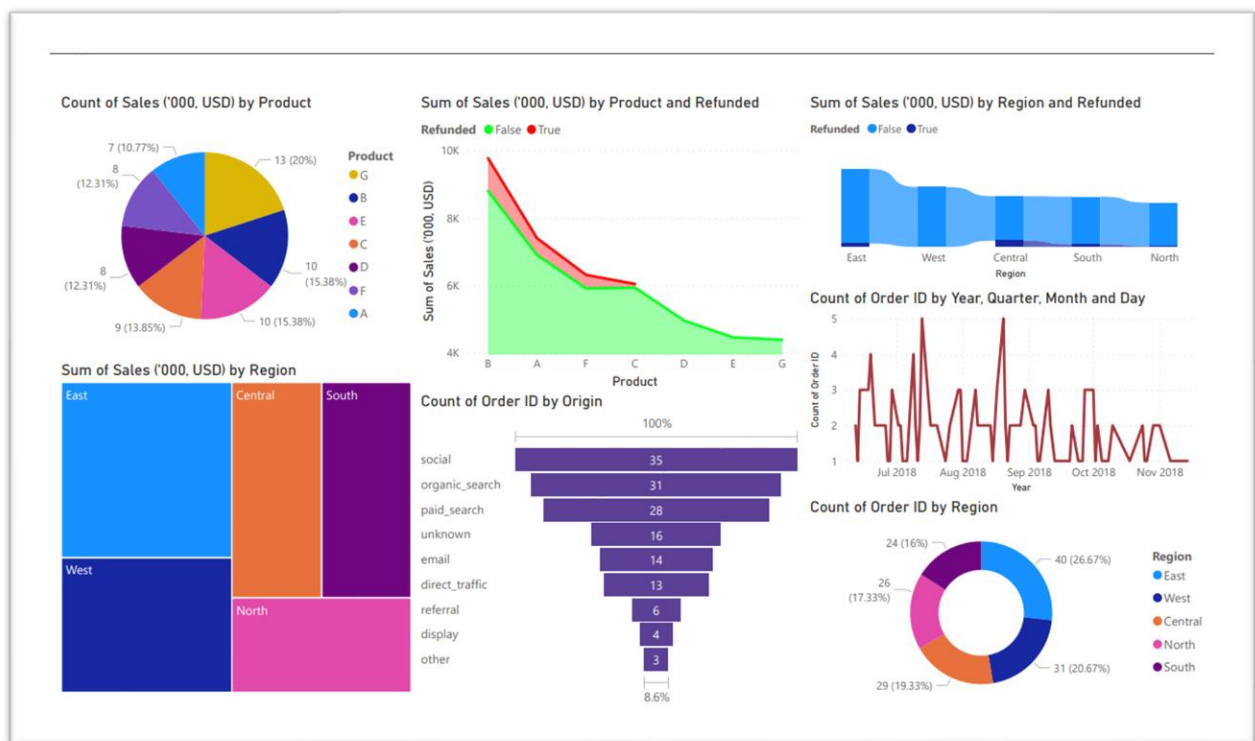 Count of Sales ('000, USD) by Product
7 (10.77%)
8
(12.31%)
8
(12.31%)
9 (13.85%)
10 (15.38%)
10
(15.38%)
13 (20%)
Product
G
B
E
C
D
F
A
Sum of Sales ('000, USD) by Product and Refunded
Refunded False True
Sum of Sales ('000, USD)
10K
8K
6K
4K
B A F C D E G
Product
Sum of Sales ('000, USD) by Region and Refunded
Refunded False True
East West Central South North
Region
Count of Order ID by Year, Quarter, Month and Day
Count of Order ID
5
4
3
2
1
Jul 2018 Aug 2018 Sep 2018 Oct 2018 Nov 2018
Year
Sum of Sales ('000, USD) by Region
East
Central
South
West
North
Count of Order ID by Origin
100%
social 35
organic_search 31
paid_search 28
unknown 16
email 14
direct_traffic 13
referral 6
display 4
other 3
8.6%
Count of Order ID by Region
24 (16%)
26
(17.33%)
29 (19.33%)
31 (20.67%)
40 (26.67%)
Region
East
West
Central
North
South